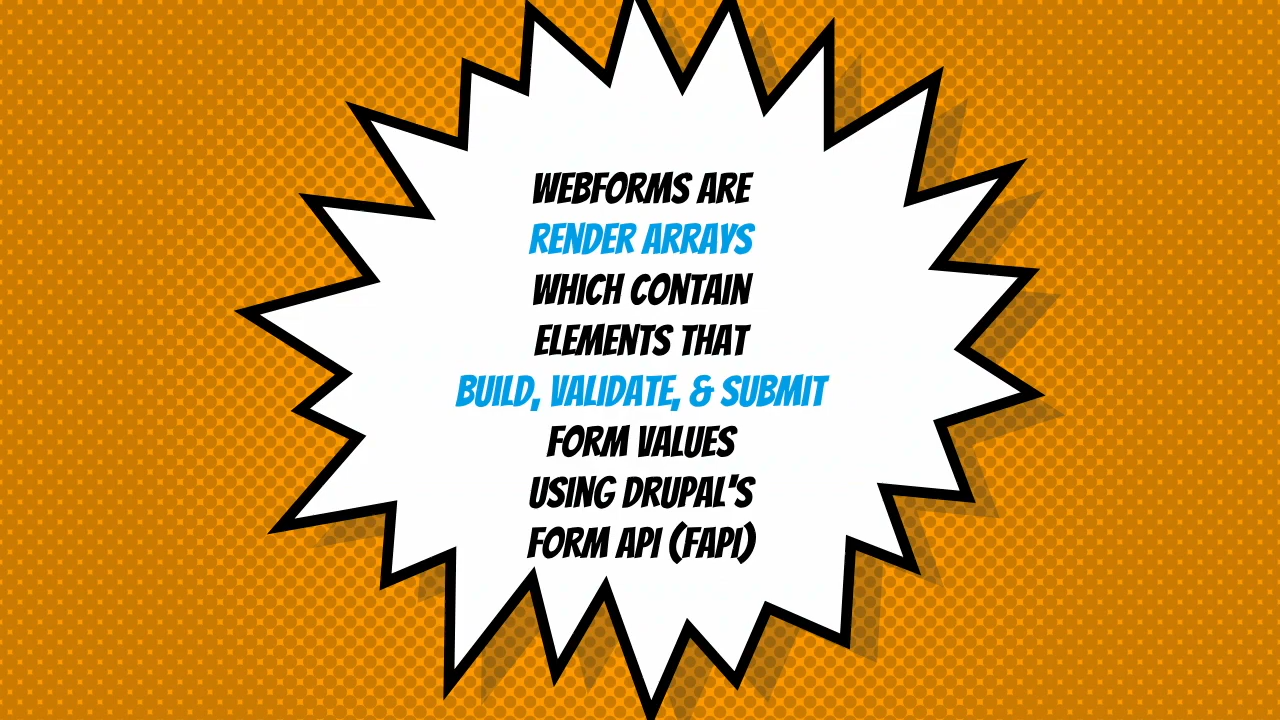 WEBFORMS ARE
RENDER ARRAYS
WHICH CONTAIN
ELEMENTS THAT
BUILD, VALIDATE, & SUBMIT
FORM VALUES
USING DRUPAL'S
FORM API (FAPI)